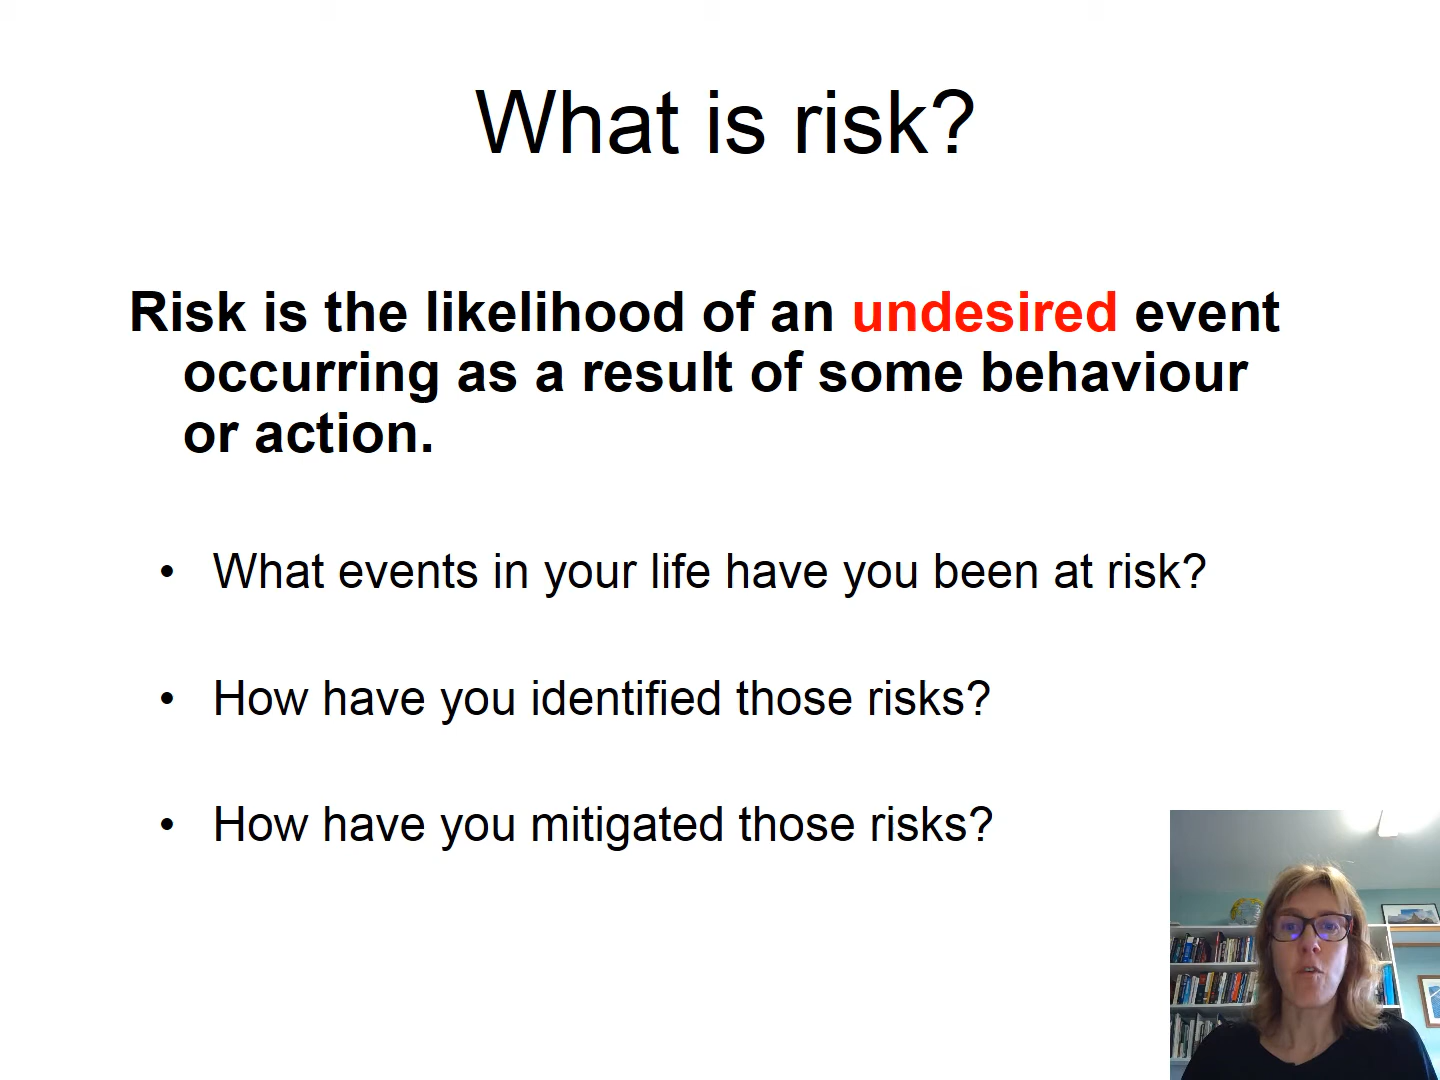 What is risk?
Risk is the likelihood of an undesired event
occurring as a result of some behaviour
or action.
• What events in your life have you been at risk?
• How have you identified those risks?
• How have you mitigated those risks?